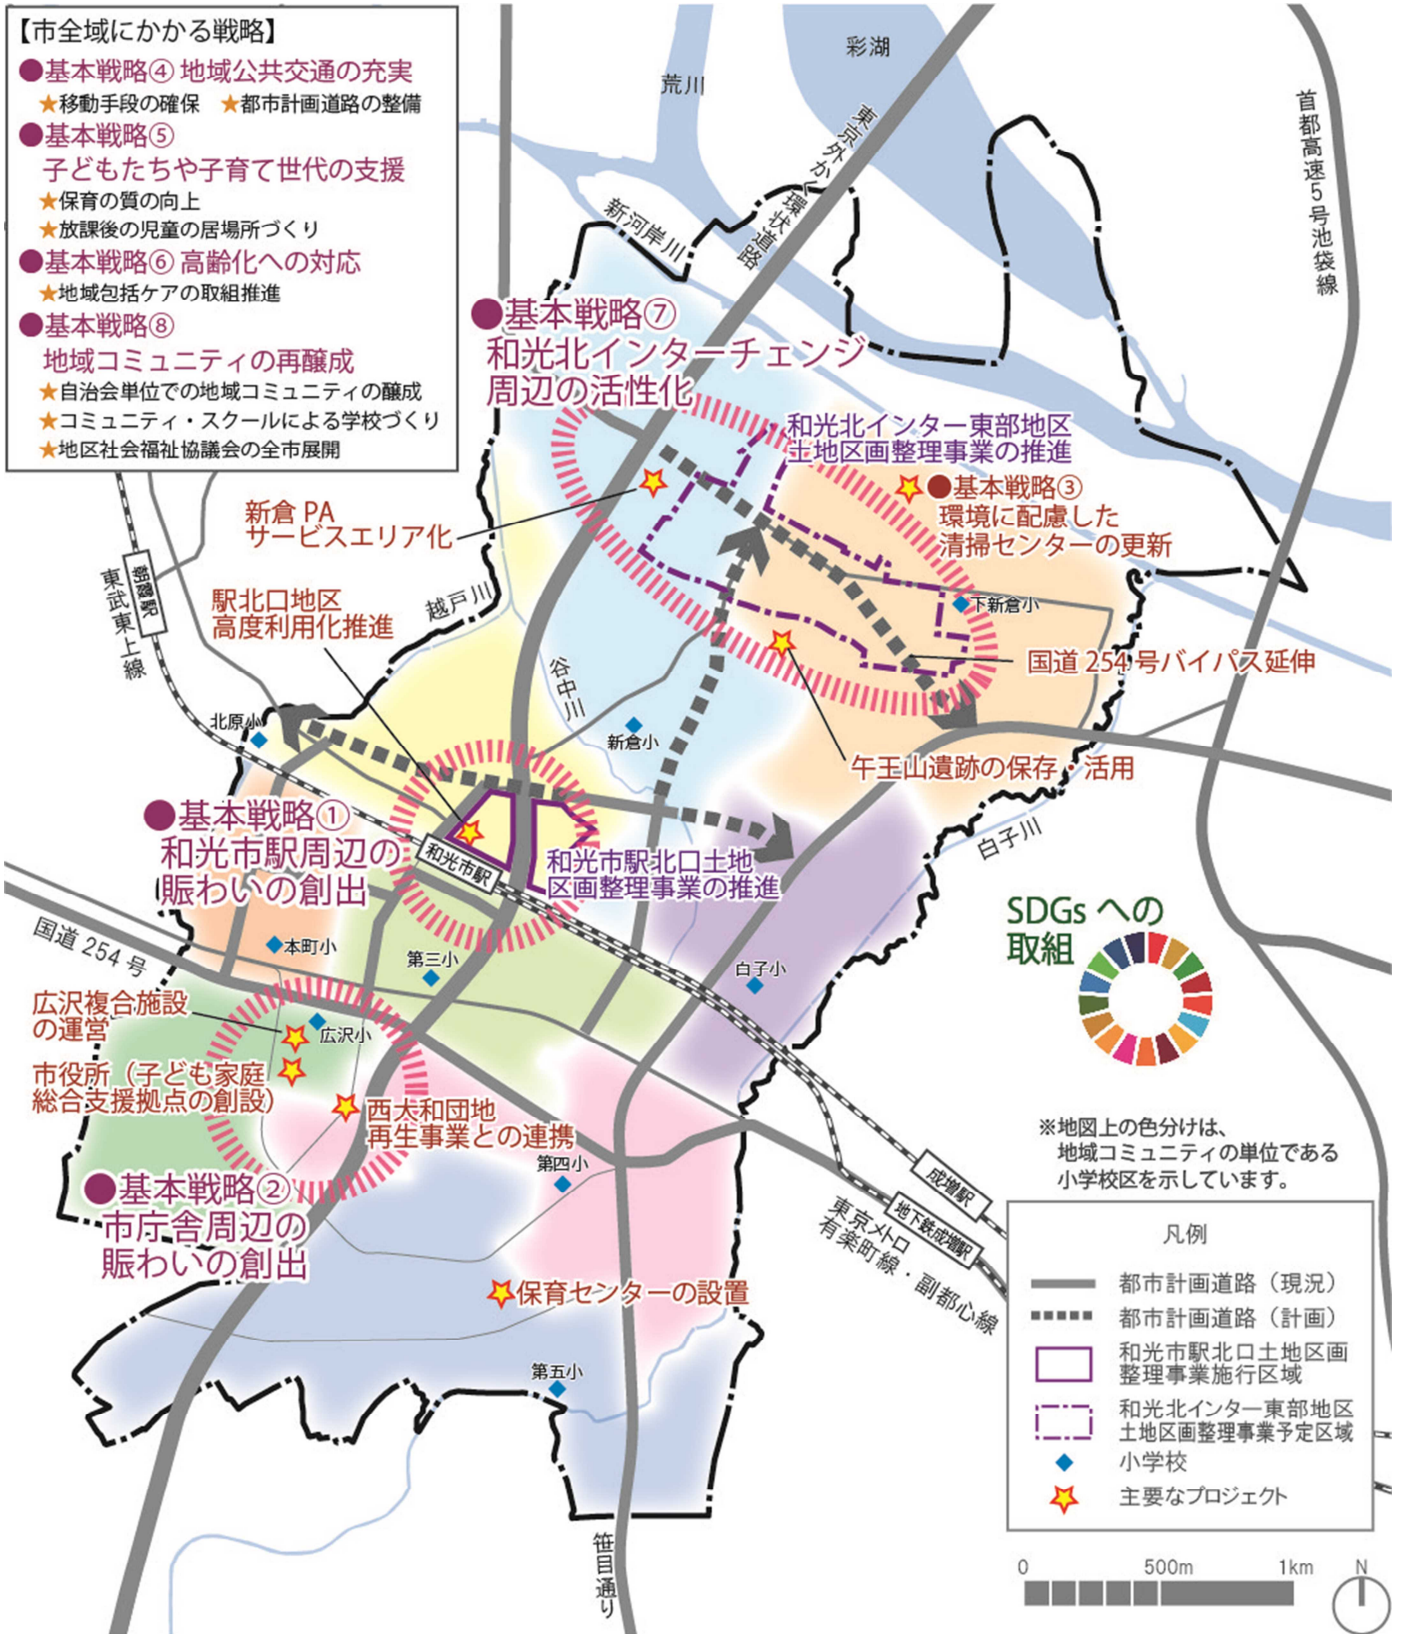 【市全域にかかる戦略】
●基本戦略④ 地域公共交通の充実
★移動手段の確保 ★都市計画道路の整備
●基本戦略⑤
子どもたちや子育て世代の支援
★保育の質の向上
★放課後の児童の居場所づくり
●基本戦略⑥ 高齢化への対応
★地域包括ケアの取組推進
●基本戦略⑧
地域コミュニティの再醸成
★自治会単位での地域コミュニティの醸成
★コミュニティ・スクールによる学校づくり
★地区社会福祉協議会の全市展開
彩湖
荒川
東京外かく環状道路
首都高速5号池袋線
新河岸川
●基本戦略⑦
和光北インターチェンジ
周辺の活性化
和光北インター東部地区
土地区画整理事業の推進
●基本戦略③
環境に配慮した
清掃センターの更新
新倉 PA
サービスエリア化
朝霞駅
東武東上線
越戸川
駅北口地区
高度利用化推進
下新倉小
国道 254 号バイパス延伸
谷中川
北原小
新倉小
午王山遺跡の保存・活用
●基本戦略①
和光市駅周辺の
賑わいの創出
和光市駅
和光市駅北口土地
区画整理事業の推進
白子川
SDGs への
取組
国道 254 号
本町小
第三小
白子小
広沢複合施設
の運営
広沢小
市役所（子ども家庭
総合支援拠点の創設）
西大和団地
再生事業との連携
第四小
●基本戦略②
市庁舎周辺の
賑わいの創出
成増駅
地下鉄成増駅
東京メトロ
有楽町線・副都心線
保育センターの設置
第五小
笹目通り
※地図上の色分けは、
地域コミュニティの単位である
小学校区を示しています。
凡例
都市計画道路（現況）
都市計画道路（計画）
和光市駅北口土地区画
整理事業施行区域
和光北インター東部地区
土地区画整理事業予定区域
小学校
主要なプロジェクト
0 500m 1km
N